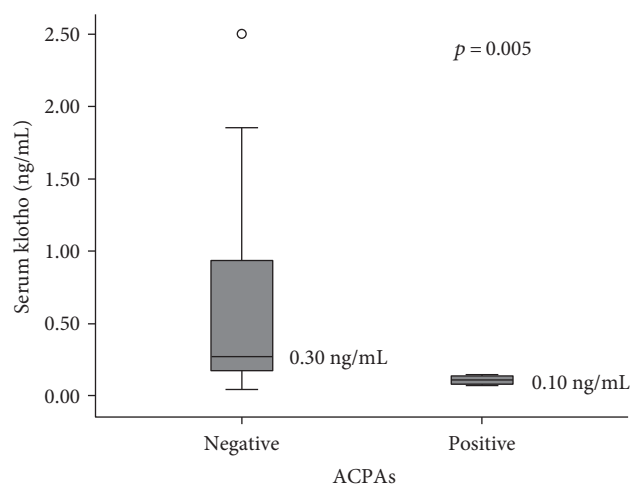 2.50
p = 0.005
2.00
1.50
1.00
0.50
0.00
Serum klotho (ng/mL)
0.30 ng/mL
0.10 ng/mL
Negative
Positive
ACPAs